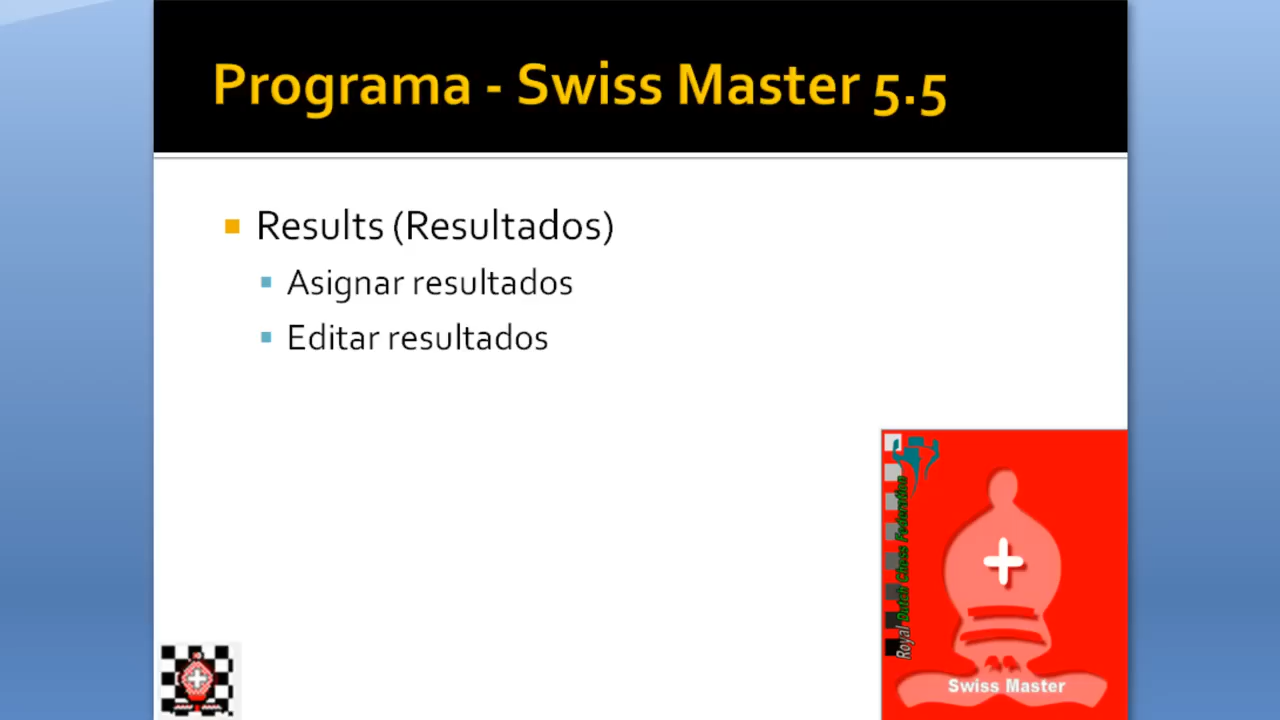 Programa - Swiss Master 5.5
Results (Resultados)
Asignar resultados
Editar resultados
Royal Dutch Chess Federation
Swiss Master